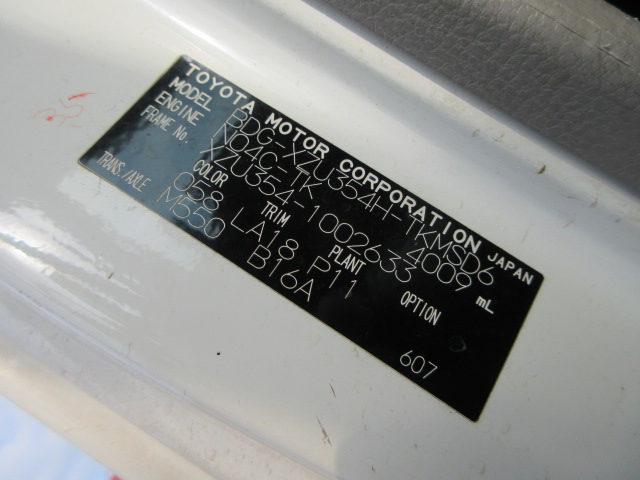 TOYOTA MOTOR CORPORATION JAPAN
MODEL BDG-XZU354H-TKMSD6
ENGINE N04C-TK 4009 mL
FRAME No. XZU354-1002633
COLOR TRIM PLANT OPTION
058 LA18 P11
TRANS./AXLE M550 B16A
607